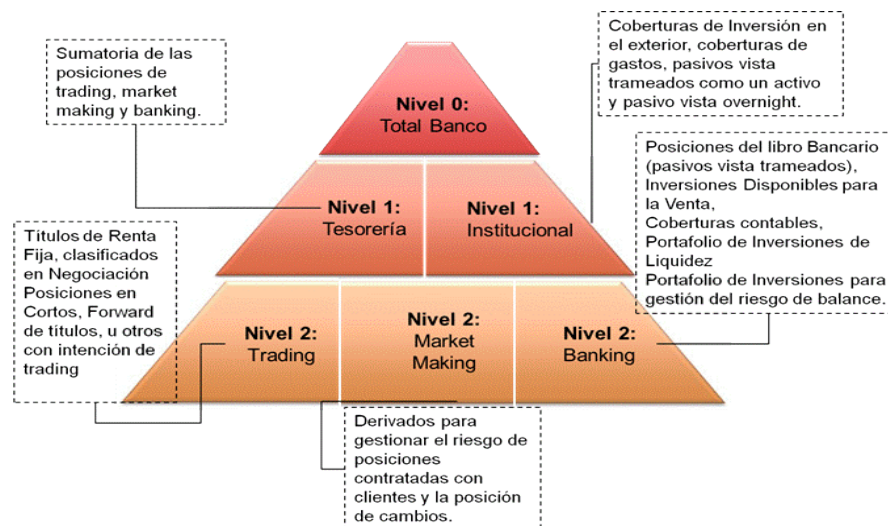 Sumatoria de las
posiciones de
trading, market
making y banking.
Coberturas de Inversión en
el exterior, coberturas de
gastos, pasivos vista
trameados como un activo
y pasivo vista overnight.
Nivel 0:
Total Banco
Nivel 1:
Tesorería
Nivel 1:
Institucional
Posiciones del libro Bancario
(pasivos vista trameados),
Inversiones Disponibles para
la Venta,
Coberturas contables,
Portafolio de Inversiones de
Liquidez
Portafolio de Inversiones para
gestión del riesgo de balance.
Títulos de Renta
Fija, clasificados
en Negociación
Posiciones en
Cortos, Forward
de títulos, u otros
con intención de
trading
Nivel 2:
Trading
Nivel 2:
Market
Making
Nivel 2:
Banking
Derivados para
gestionar el riesgo de
posiciones
contratadas con
clientes y la posición
de cambios.